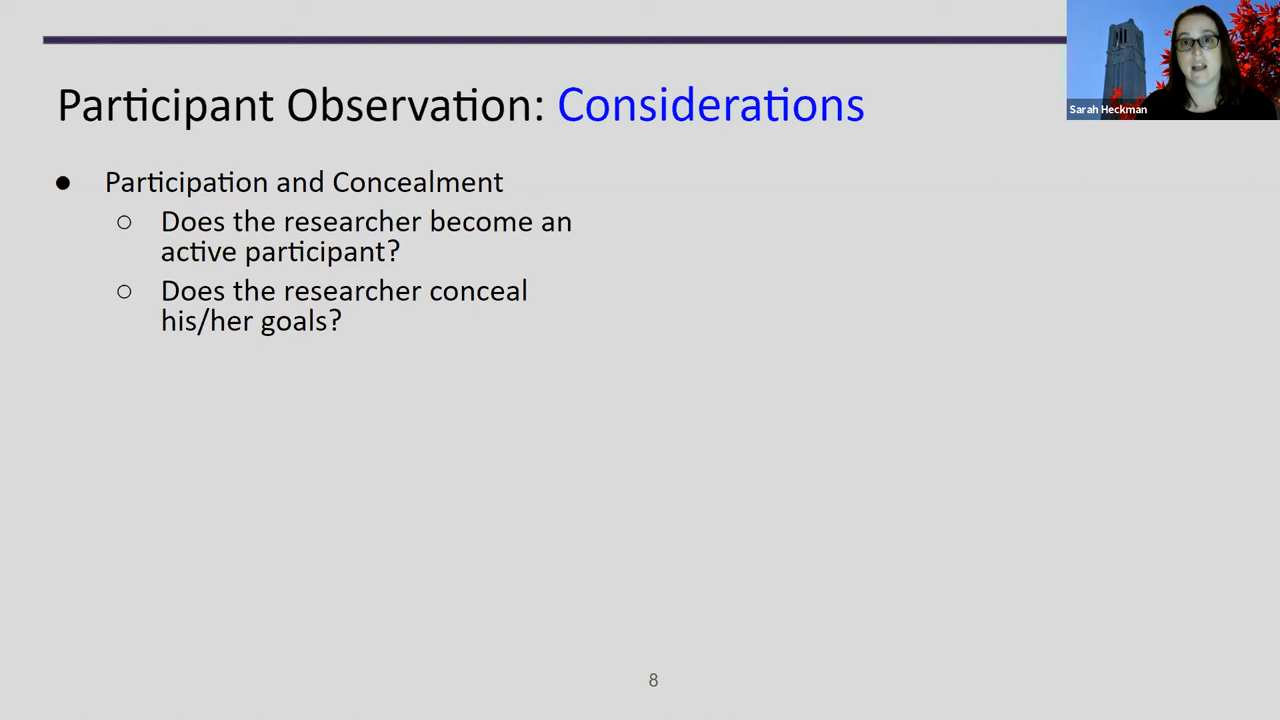 Participant Observation: Considerations
Sarah Heckman
● Participation and Concealment
○ Does the researcher become an
active participant?
○ Does the researcher conceal
his/her goals?
8